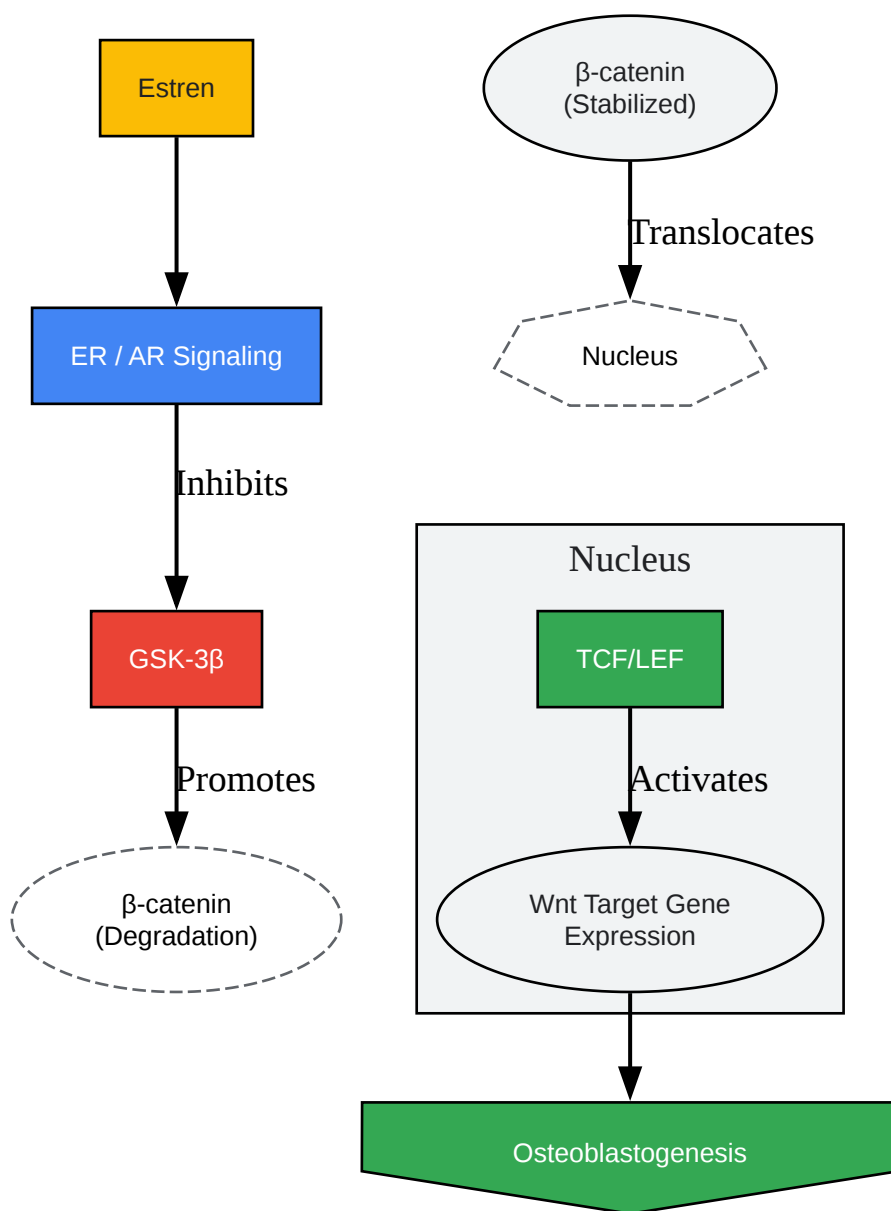 Estren
ER / AR Signaling
Inhibits
GSK-3β
Promotes
β-catenin
(Degradation)
β-catenin
(Stabilized)
Translocates
Nucleus
Nucleus
TCF/LEF
Activates
Wnt Target Gene
Expression
Osteoblastogenesis